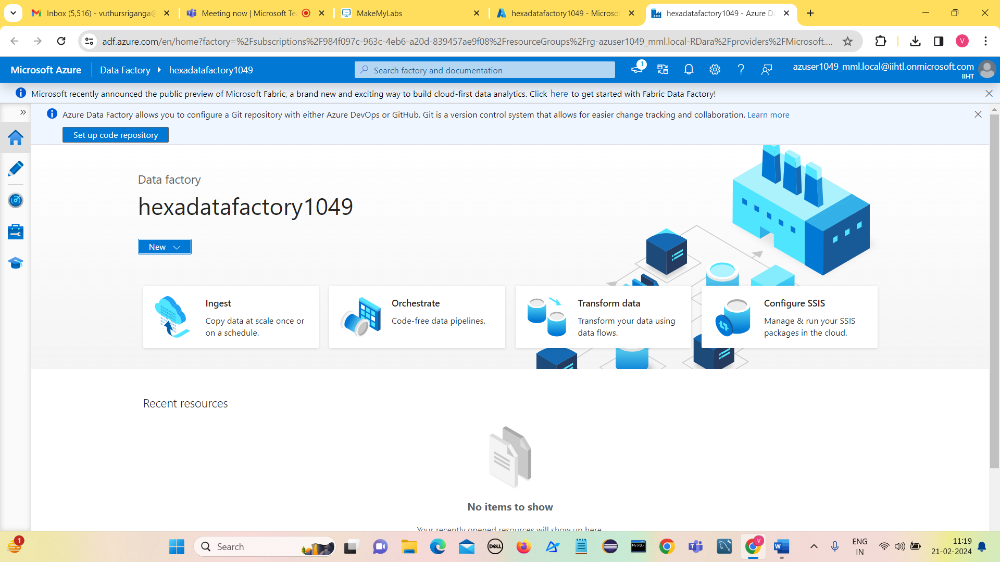 Inbox (5,516) - vuthursriganga@
Meeting now | Microsoft Te
MakeMyLabs
hexadatafactory1049 - Microsof
hexadatafactory1049 - Azure Da
adf.azure.com/en/home?factory=%2Fsubscriptions%2F984f097c-963c-4eb6-a20d-839457ae9f08%2FresourceGroups%2Frg-azuser1049_mml.local-RDara%2Fproviders%2FMicrosoft....
V
Microsoft Azure
Data Factory
hexadatafactory1049
Search factory and documentation
1
azuser1049_mml.local@iihtl.onmicrosoft.com
IIHT
Microsoft recently announced the public preview of Microsoft Fabric, a brand new and exciting way to build cloud-first data analytics. Click here to get started with Fabric Data Factory!
Azure Data Factory allows you to configure a Git repository with either Azure DevOps or GitHub. Git is a version control system that allows for easier change tracking and collaboration. Learn more
Set up code repository
Data factory
hexadatafactory1049
New
Ingest
Copy data at scale once or
on a schedule.
Orchestrate
Code-free data pipelines.
Transform data
Transform your data using
data flows.
Configure SSIS
Manage & run your SSIS
packages in the cloud.
Recent resources
No items to show
Your recently opened resources will show up here
1
Search
DELL
MySQL
V
W
ENG
IN
11:19
21-02-2024